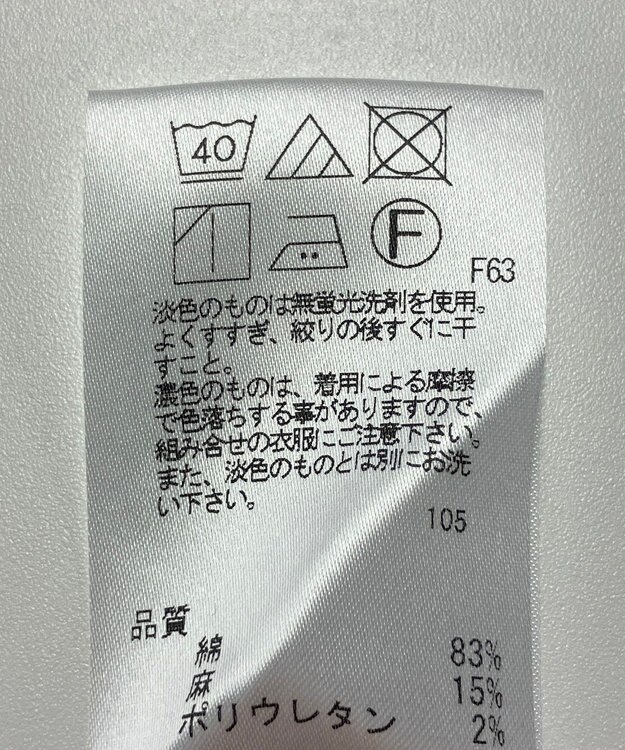 40
F
F63
淡色のものは無蛍光洗剤を使用。
よくすすぎ、絞りの後すぐに干
すこと。
濃色のものは、着用による摩擦
で色落ちする事がありますので、
組み合せの衣服にご注意下さい。
また、淡色のものとは別にお洗
い下さい。
105
品質
綿 83%
麻 15%
ポリウレタン 2%